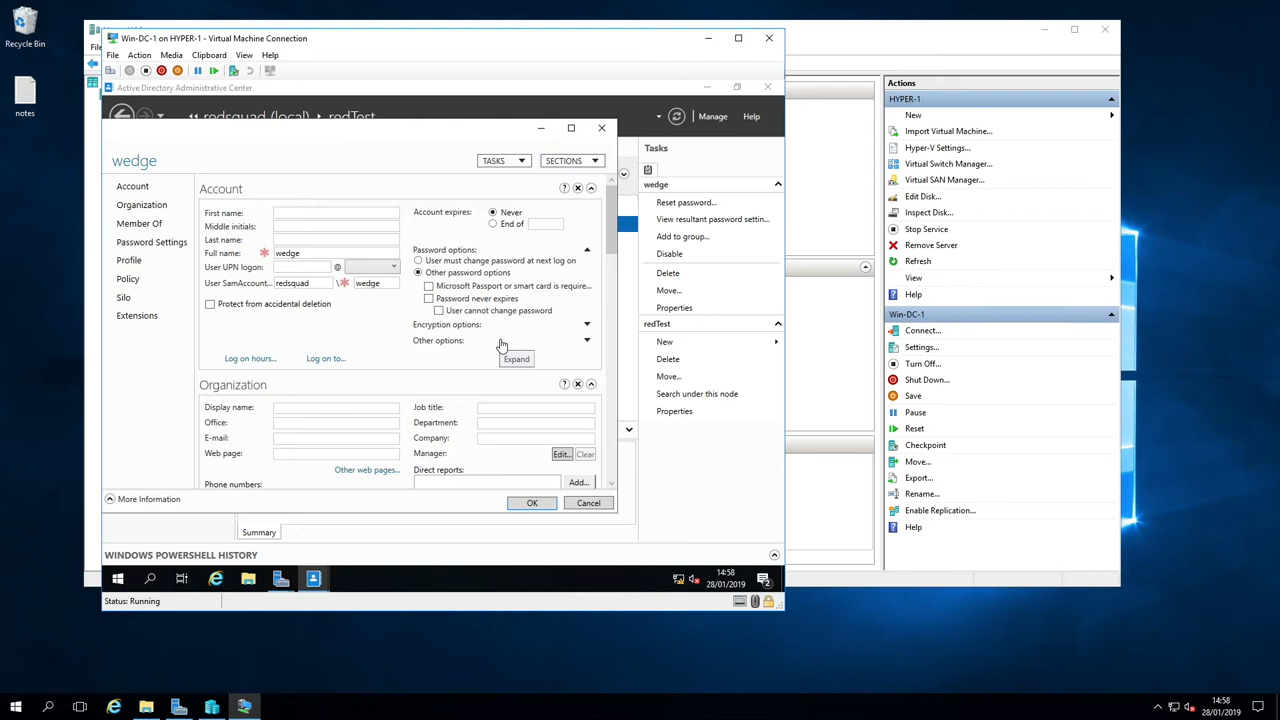 Recycle Bin
notes
Win-DC-1 on HYPER-1 - Virtual Machine Connection
File Action Media Clipboard View Help
Active Directory Administrative Center
redsquad (local) redTest
Manage Help
wedge
TASKS SECTIONS
Account
Organization
Member Of
Password Settings
Profile
Policy
Silo
Extensions
Account
First name:
Middle initials:
Last name:
Full name: * wedge
User UPN logon: @
User SamAccoun... redsquad \* wedge
Protect from accidental deletion
Log on hours... Log on to...
Account expires: Never
End of
Password options:
User must change password at next log on
Other password options
Microsoft Passport or smart card is require...
Password never expires
User cannot change password
Encryption options:
Other options:
Expand
Organization
Display name:
Office:
E-mail:
Web page:
Other web pages...
Phone numbers:
Job title:
Department:
Company:
Manager: Edit... Clear
Direct reports:
Add...
More Information
OK Cancel
Summary
WINDOWS POWERSHELL HISTORY
Tasks
wedge
Reset password...
View resultant password settin...
Add to group...
Disable
Delete
Move...
Properties
redTest
New
Delete
Move...
Search under this node
Properties
14:58
28/01/2019
2
Status: Running
Actions
HYPER-1
New
Import Virtual Machine...
Hyper-V Settings...
Virtual Switch Manager...
Virtual SAN Manager...
Edit Disk...
Inspect Disk...
Stop Service
Remove Server
Refresh
View
Help
Win-DC-1
Connect...
Settings...
Turn Off...
Shut Down...
Save
Pause
Reset
Checkpoint
Move...
Export...
Rename...
Enable Replication...
Help
14:58
28/01/2019